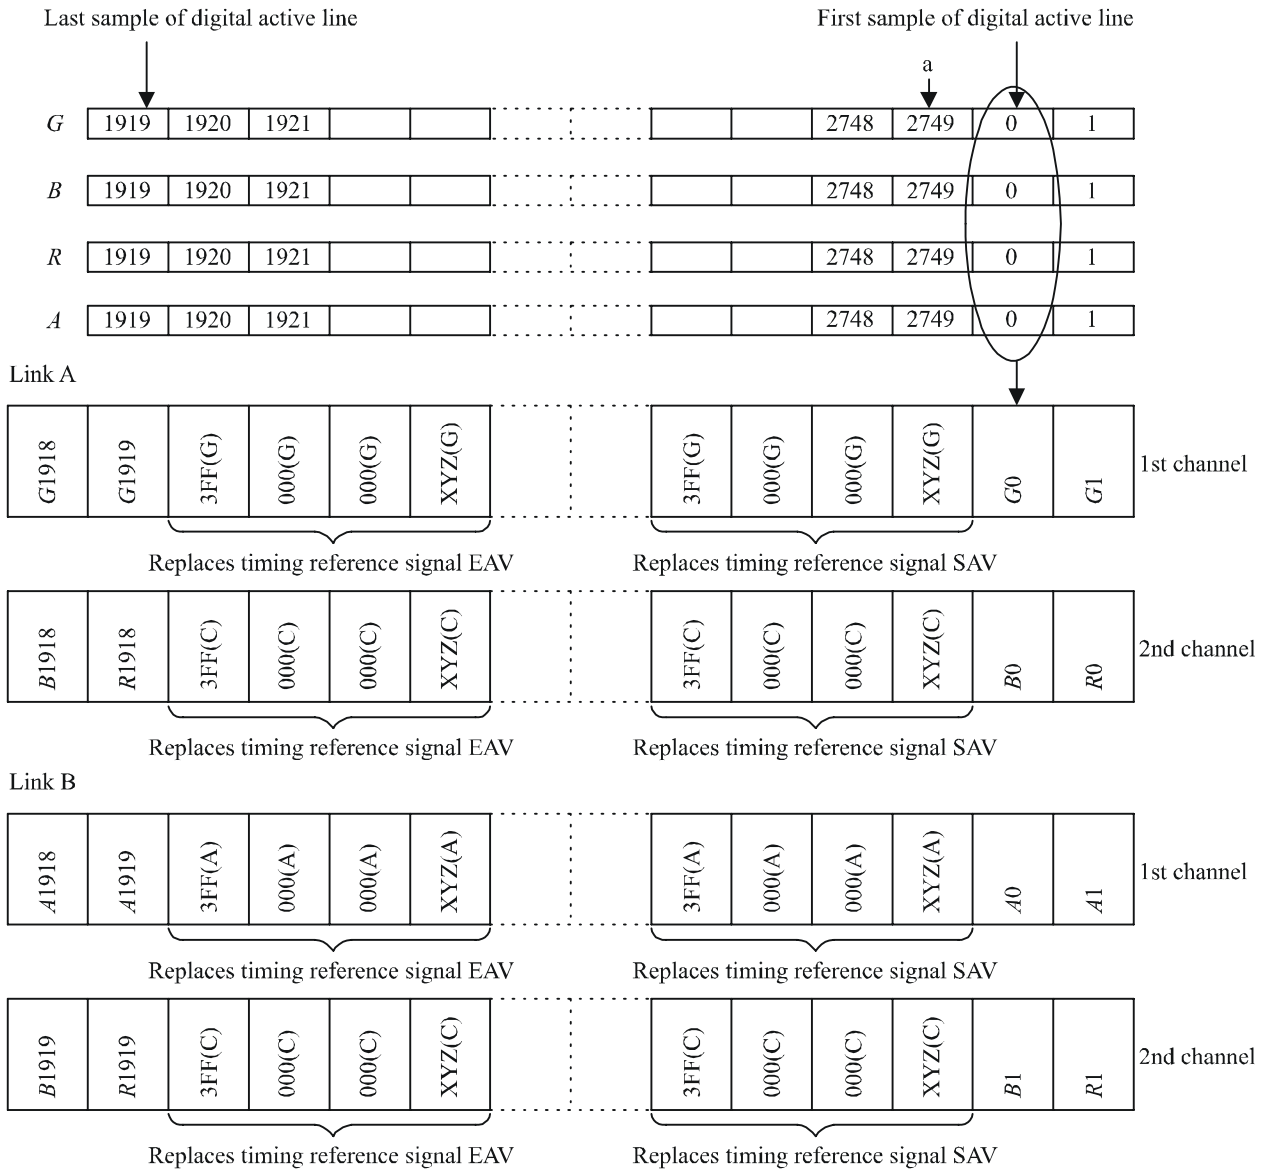 Last sample of digital active line
First sample of digital active line
a
G 1919 1920 1921 2748 2749 0 1
B 1919 1920 1921 2748 2749 0 1
R 1919 1920 1921 2748 2749 0 1
A 1919 1920 1921 2748 2749 0 1
Link A
G1918 G1919 3FF(G) 000(G) 000(G) XYZ(G) 3FF(G) 000(G) 000(G) XYZ(G) G0 G1 1st channel
Replaces timing reference signal EAV Replaces timing reference signal SAV
B1918 R1918 3FF(C) 000(C) 000(C) XYZ(C) 3FF(C) 000(C) 000(C) XYZ(C) B0 R0 2nd channel
Replaces timing reference signal EAV Replaces timing reference signal SAV
Link B
A1918 A1919 3FF(A) 000(A) 000(A) XYZ(A) 3FF(A) 000(A) 000(A) XYZ(A) A0 A1 1st channel
Replaces timing reference signal EAV Replaces timing reference signal SAV
B1919 R1919 3FF(C) 000(C) 000(C) XYZ(C) 3FF(C) 000(C) 000(C) XYZ(C) B1 R1 2nd channel
Replaces timing reference signal EAV Replaces timing reference signal SAV